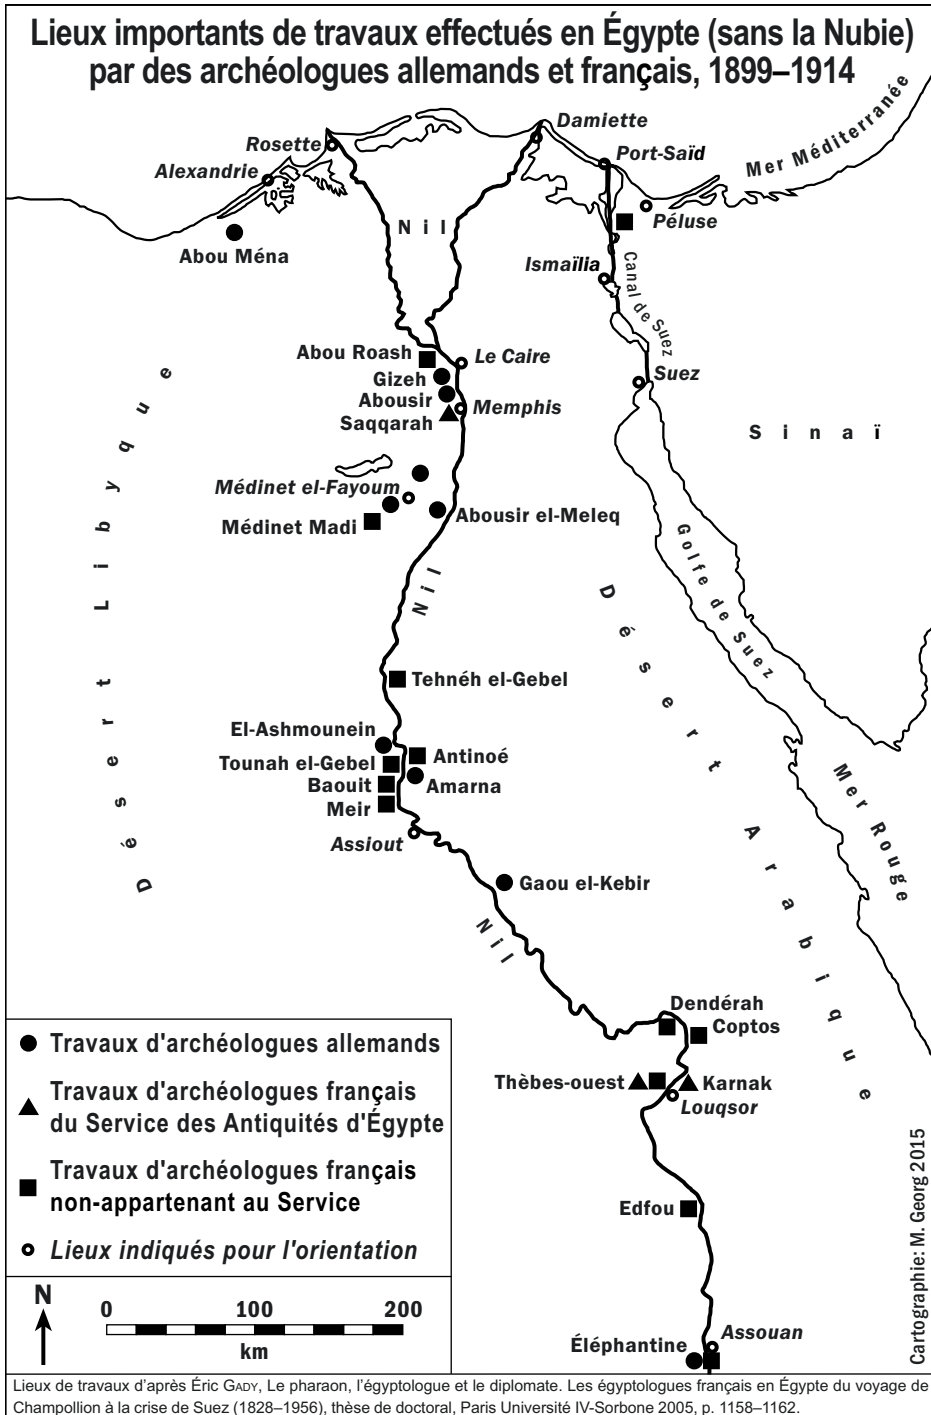 Lieux importants de travaux effectués en Égypte (sans la Nubie)
par des archéologues allemands et français, 1899–1914
Mer Méditerranée
Damiette
Rosette
Port-Saïd
Alexandrie
Péluse
Nil
Abou Ména
Ismaïlia
Canal de Suez
Abou Roash
Le Caire
Gizeh
Suez
Abousir
Memphis
Saqqarah
Sinaï
Désert Libyque
Médinet el-Fayoum
Abousir el-Meleq
Médinet Madi
Golfe de Suez
Nil
Désert Arabique
Tehnéh el-Gebel
El-Ashmounein
Antinoé
Tounah el-Gebel
Baouit
Amarna
Meir
Mer Rouge
Assiout
Gaou el-Kebir
Nil
Dendérah
Coptos
Thèbes-ouest
Karnak
Louqsor
Edfou
Éléphantine
Assouan
Travaux d'archéologues allemands
Travaux d'archéologues français
du Service des Antiquités d'Égypte
Travaux d'archéologues français
non-appartenant au Service
Lieux indiqués pour l'orientation
N
0 100 200
km
Cartographie: M. Georg 2015
Lieux de travaux d'après Éric GADY, Le pharaon, l'égyptologue et le diplomate. Les égyptologues français en Égypte du voyage de
Champollion à la crise de Suez (1828–1956), thèse de doctoral, Paris Université IV-Sorbone 2005, p. 1158–1162.